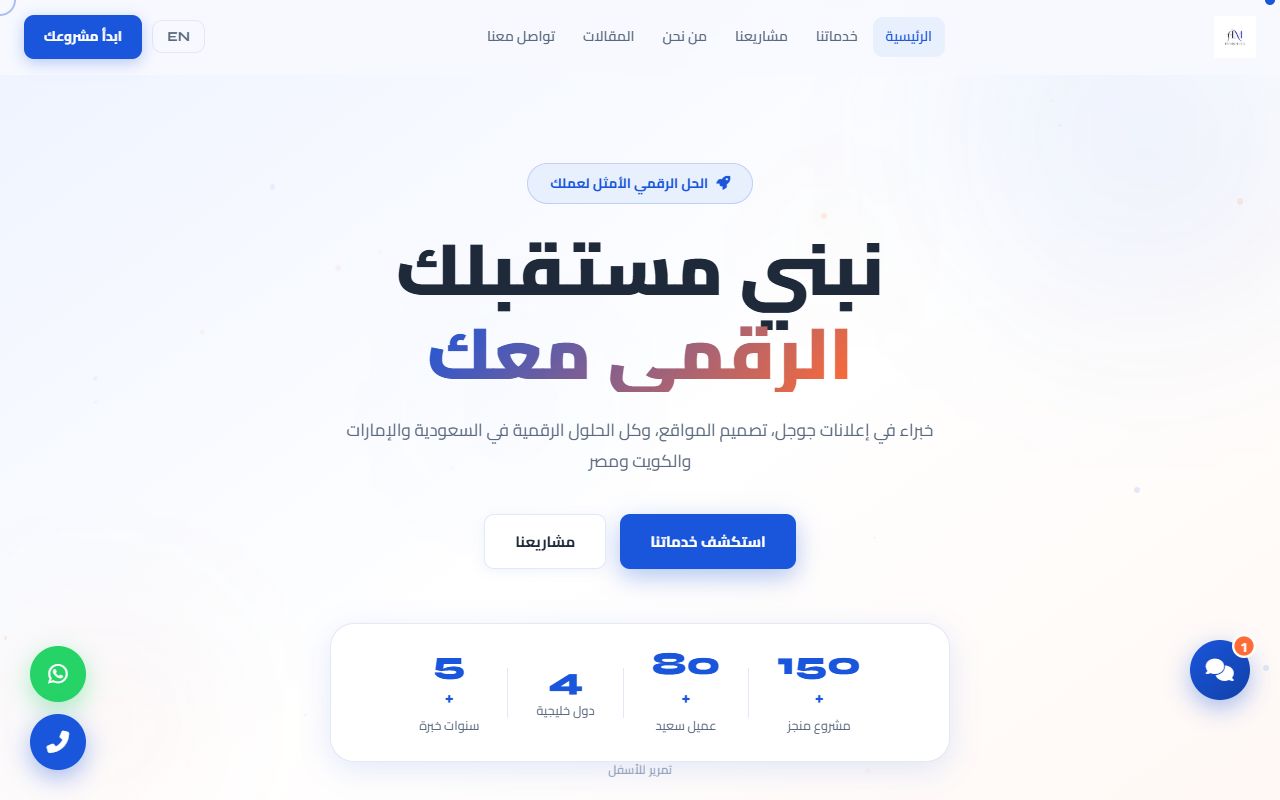 الرئيسية
خدماتنا
مشاريعنا
من نحن
المقالات
تواصل معنا
EN
ابدأ مشروعك
الحل الرقمي الأمثل لعملك
نبني مستقبلك
الرقمي معك
خبراء في إعلانات جوجل، تصميم المواقع، وكل الحلول الرقمية في السعودية والإمارات
والكويت ومصر
استكشف خدماتنا
مشاريعنا
150
+
مشروع منجز
80
+
عميل سعيد
4
دول خليجية
5
+
سنوات خبرة
تمرير للأسفل
1